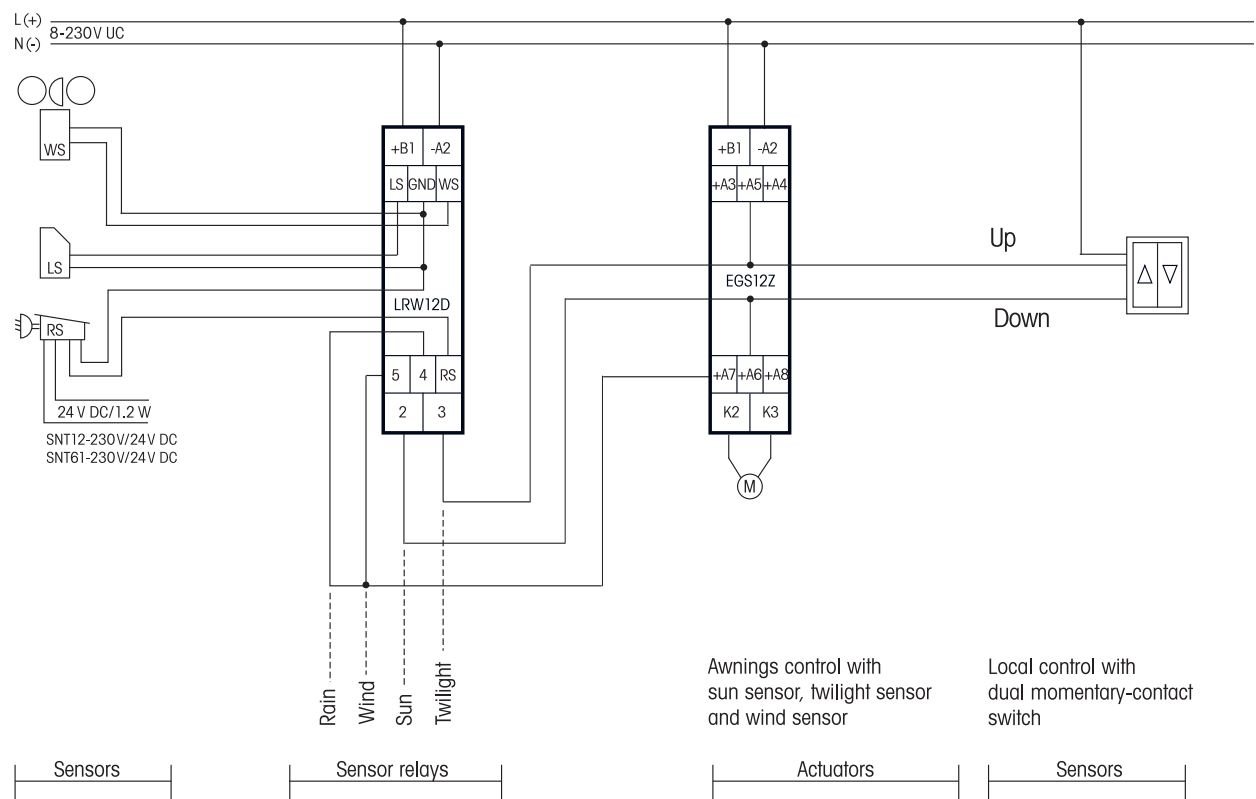 L(+)
8-230V UC
N(-)
WS
+B1 -A2
LS GND WS
+B1 -A2
+A3 +A5 +A4
LS
Up
EGS12Z
LRW12D
Down
RS
5 4 RS
2 3
+A7 +A6 +A8
K2 K3
24 V DC/1.2 W
SNT12-230V/24V DC
SNT61-230V/24V DC
M
Rain
Wind
Sun
Twilight
Awnings control with
sun sensor, twilight sensor
and wind sensor
Local control with
dual momentary-contact
switch
Sensors
Sensor relays
Actuators
Sensors